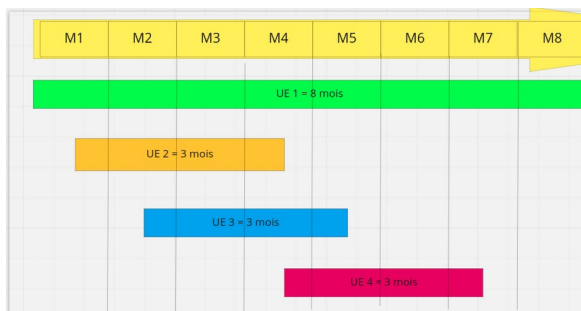 M1 M2 M3 M4 M5 M6 M7 M8
UE 1 = 8 mois
UE 2 = 3 mois
UE 3 = 3 mois
UE 4 = 3 mois